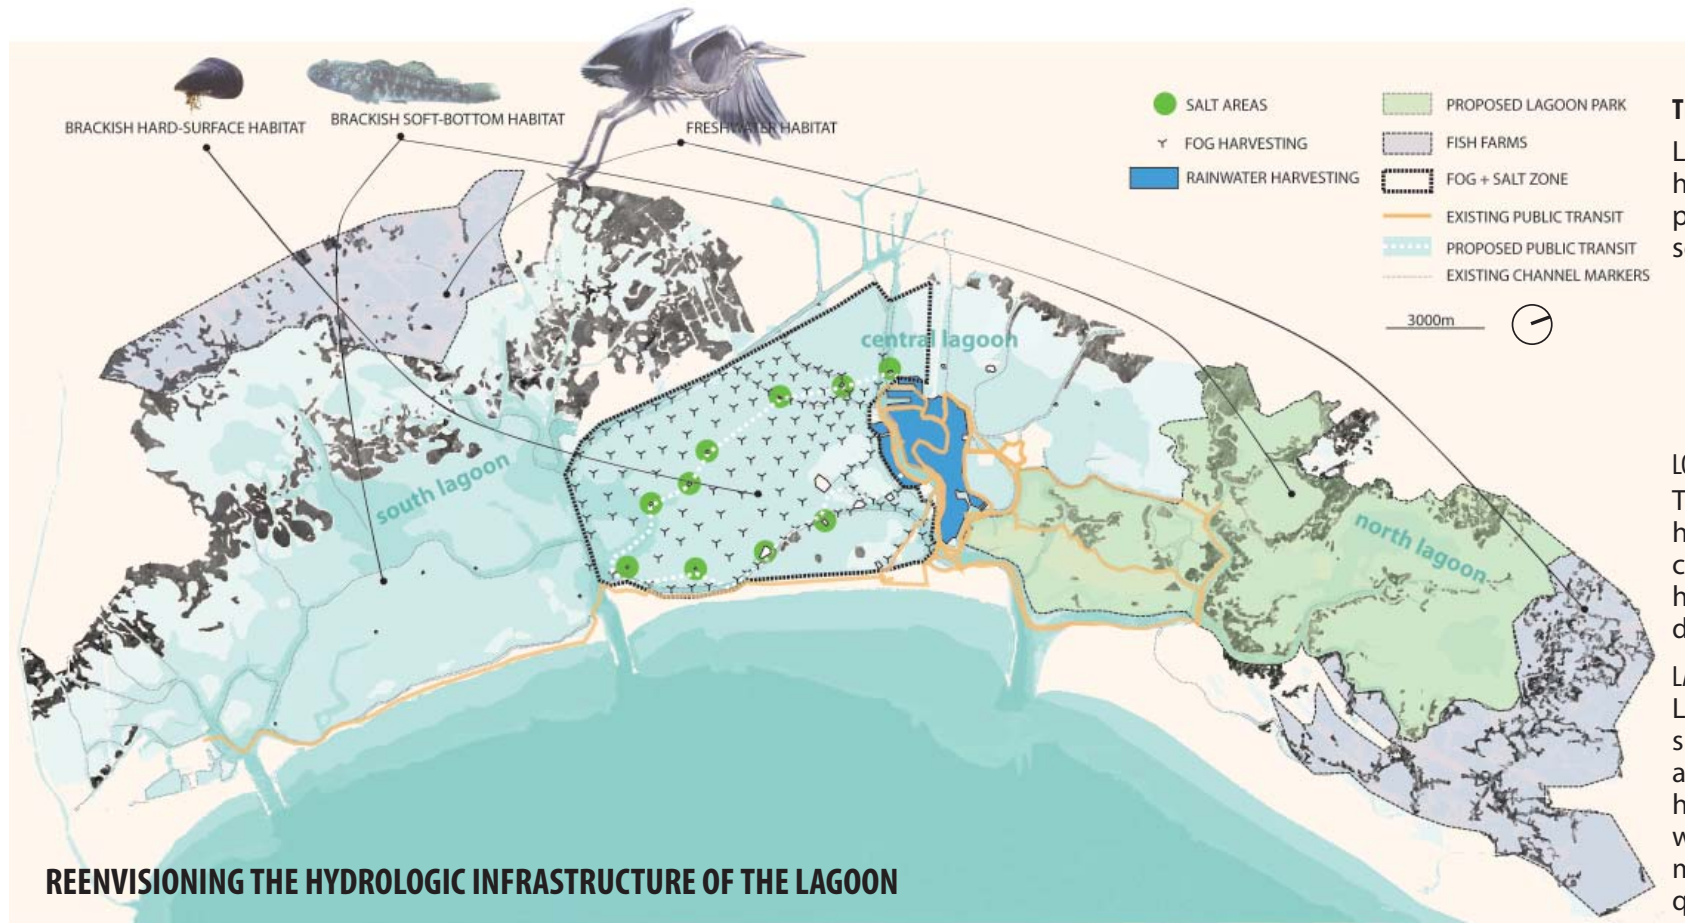 BRACKISH HARD-SURFACE HABITAT
BRACKISH SOFT-BOTTOM HABITAT
FRESHWATER HABITAT
SALT AREAS
FOG HARVESTING
RAINWATER HARVESTING
PROPOSED LAGOON PARK
FISH FARMS
FOG + SALT ZONE
EXISTING PUBLIC TRANSIT
PROPOSED PUBLIC TRANSIT
EXISTING CHANNEL MARKERS
3000m
central lagoon
south lagoon
north lagoon
REENVISIONING THE HYDROLOGIC INFRASTRUCTURE OF THE LAGOON